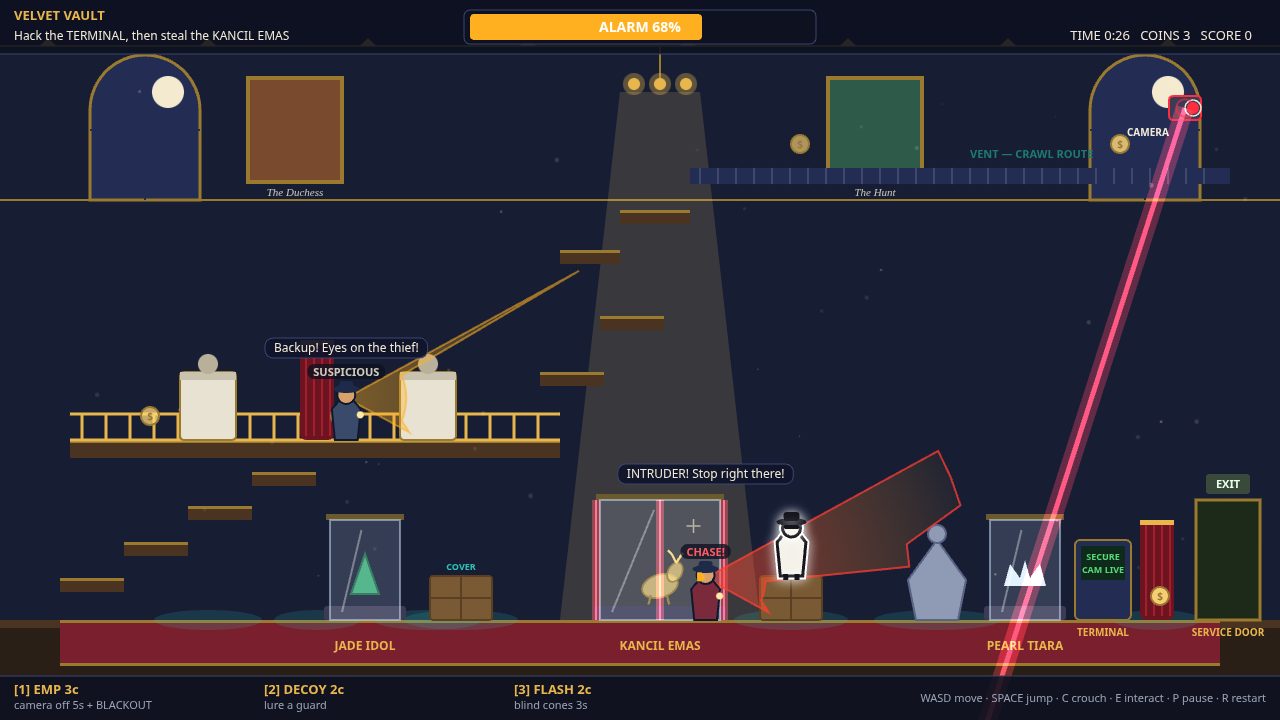 VELVET VAULT
Hack the TERMINAL, then steal the KANCIL EMAS
ALARM 68%
TIME 0:26 COINS 3 SCORE 0
CAMERA
VENT — CRAWL ROUTE
The Duchess
The Hunt
Backup! Eyes on the thief!
SUSPICIOUS
INTRUDER! Stop right there!
EXIT
CHASE!
COVER
SECURE
CAM LIVE
TERMINAL
SERVICE DOOR
JADE IDOL
KANCIL EMAS
PEARL TIARA
[1] EMP 3c
camera off 5s + BLACKOUT
[2] DECOY 2c
lure a guard
[3] FLASH 2c
blind cones 3s
WASD move · SPACE jump · C crouch · E interact · P pause · R restart